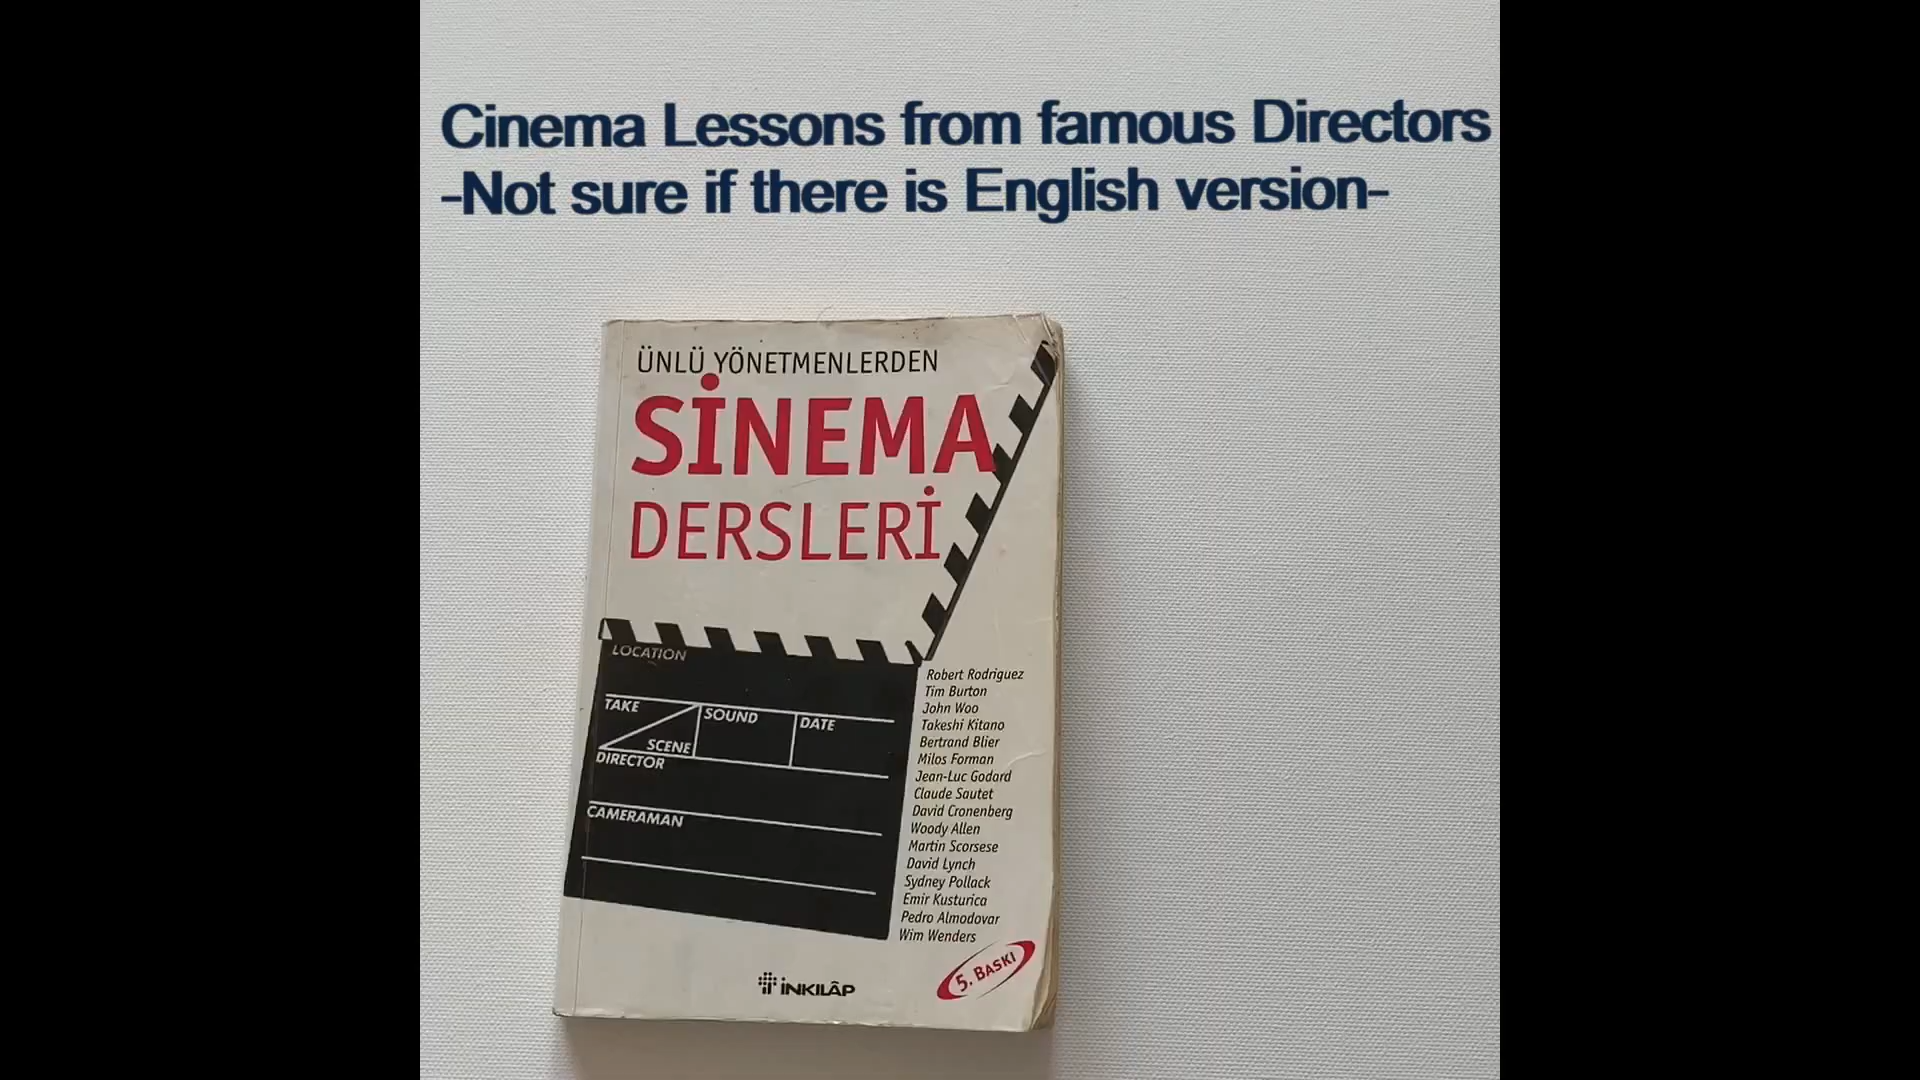 Cinema Lessons from famous Directors
-Not sure if there is English version-
ÜNLÜ YÖNETMENLERDEN
SİNEMA
DERSLERİ
LOCATION
TAKE
SCENE
SOUND
DATE
DIRECTOR
CAMERAMAN
Robert Rodriguez
Tim Burton
John Woo
Takeshi Kitano
Bertrand Blier
Milos Forman
Jean-Luc Godard
Claude Sautet
David Cronenberg
Woody Allen
Martin Scorsese
David Lynch
Sydney Pollack
Emir Kusturica
Pedro Almodovar
Wim Wenders
5. BASKI
İNKILÂP